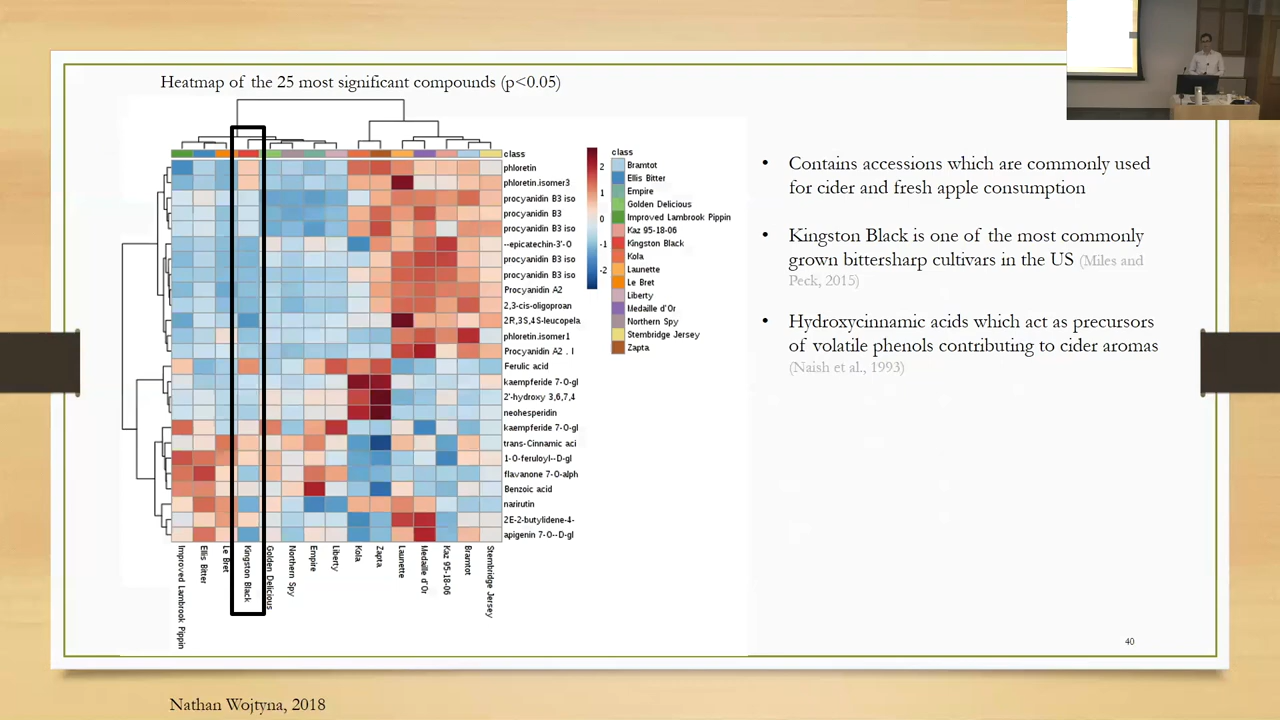 Heatmap of the 25 most significant compounds (p<0.05)
class
phloretin
phloretin.isomer3
procyanidin B3 iso
procyanidin B3
procyanidin B3 iso
--epicatechin-3'-O
procyanidin B3 iso
procyanidin B3 iso
Procyanidin A2
2,3-cis-oligoproan
2R,3S,4S-leucopela
phloretin.isomer1
Procyanidin A2 . I
Ferulic acid
kaempferide 7-O-gl
2'-hydroxy 3,6,7,4
neohesperidin
kaempferide 7-O-gl
trans-Cinnamic aci
1-O-feruloyl--D-gl
flavanone 7-O-alph
Benzoic acid
narirutin
2E-2-butylidene-4-
apigenin 7-O--D-gl
Improved Lambrook Pippin
Ellis Bitter
Le Bret
Kingston Black
Golden Delicious
Northern Spy
Empire
Liberty
Kola
Zapta
Launette
Medaille d'Or
Kaz 95-18-06
Bramtot
Stembridge Jersey
2
1
0
-1
-2
class
Bramtot
Ellis Bitter
Empire
Golden Delicious
Improved Lambrook Pippin
Kaz 95-18-06
Kingston Black
Kola
Launette
Le Bret
Liberty
Medaille d'Or
Northern Spy
Stembridge Jersey
Zapta
• Contains accessions which are commonly used
for cider and fresh apple consumption
• Kingston Black is one of the most commonly
grown bittersharp cultivars in the US (Miles and
Peck, 2015)
• Hydroxycinnamic acids which act as precursors
of volatile phenols contributing to cider aromas
(Naish et al., 1993)
40
Nathan Wojtyna, 2018